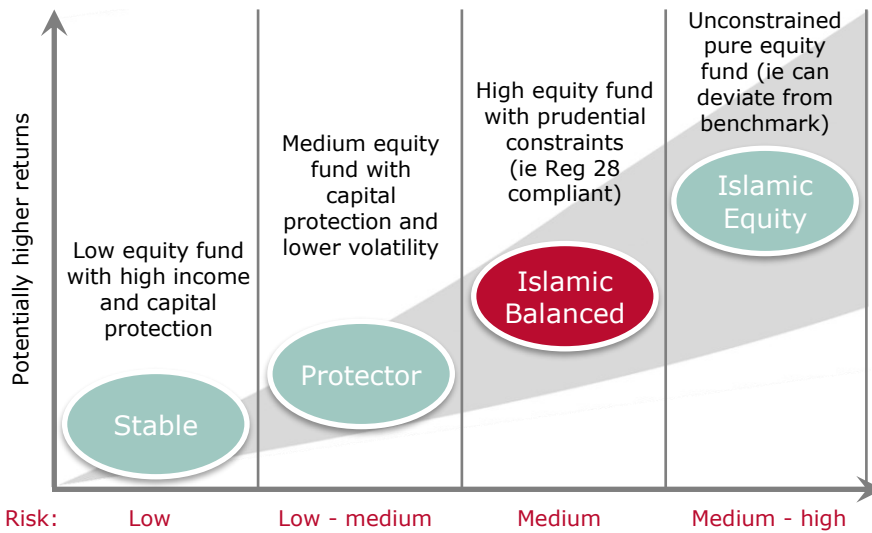 Potentially higher returns
Low equity fund
with high income
and capital
protection
Stable
Medium equity
fund with
capital
protection and
lower volatility
Protector
High equity fund
with prudential
constraints
(ie Reg 28
compliant)
Islamic
Balanced
Unconstrained
pure equity
fund (ie can
deviate from
benchmark)
Islamic
Equity
Risk: Low Low - medium Medium Medium - high